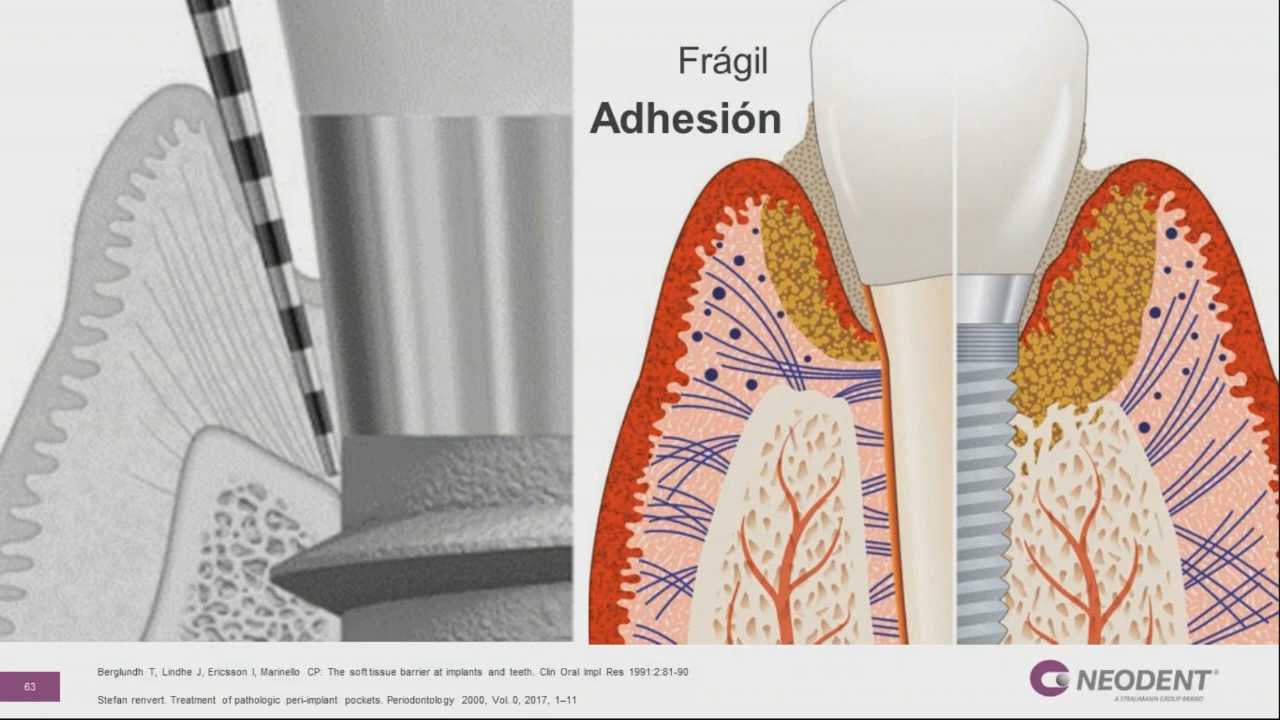 Frágil
Adhesión
63
Berglundh T, Lindhe J, Ericsson I, Marinello CP: The soft tissue barrier at implants and teeth. Clin Oral Impl Res 1991:2:81-90
Stefan renvert. Treatment of pathologic peri-implant pockets. Periodontology 2000, Vol. 0, 2017, 1–11
NEODENT®
A STRAUMANN GROUP BRAND